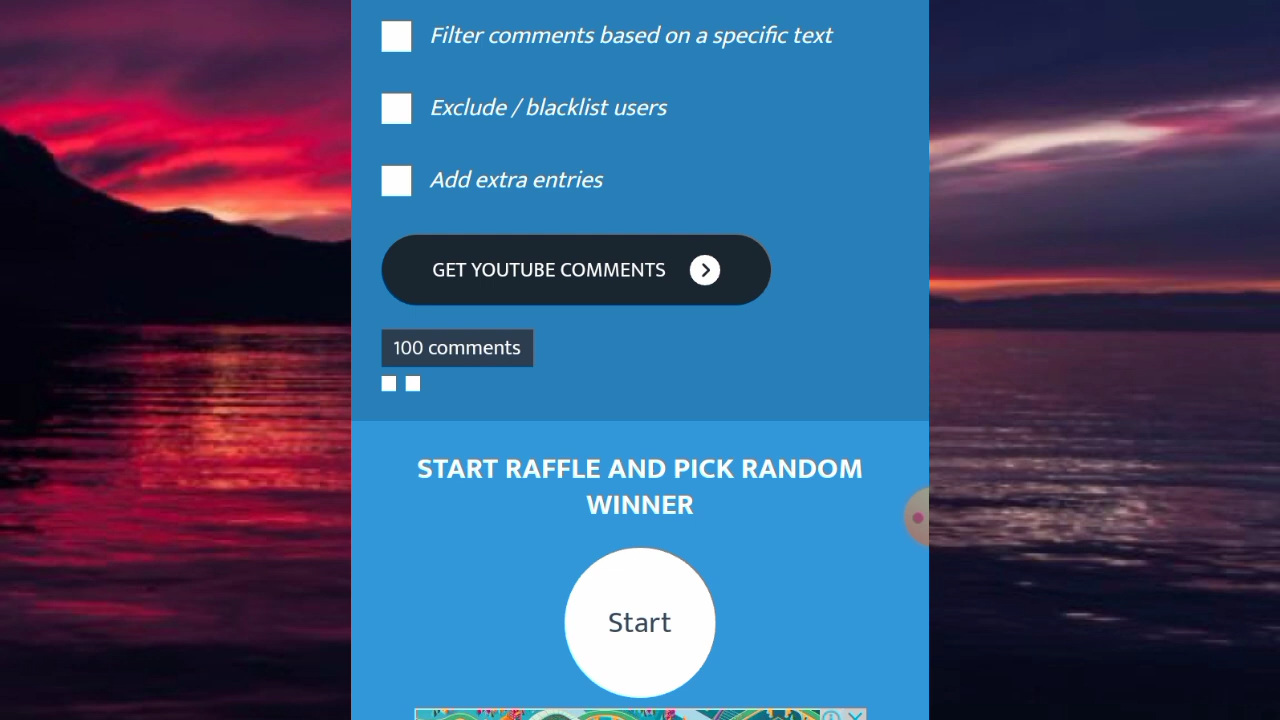 Filter comments based on a specific text
Exclude / blacklist users
Add extra entries
GET YOUTUBE COMMENTS
100 comments
START RAFFLE AND PICK RANDOM
WINNER
Start